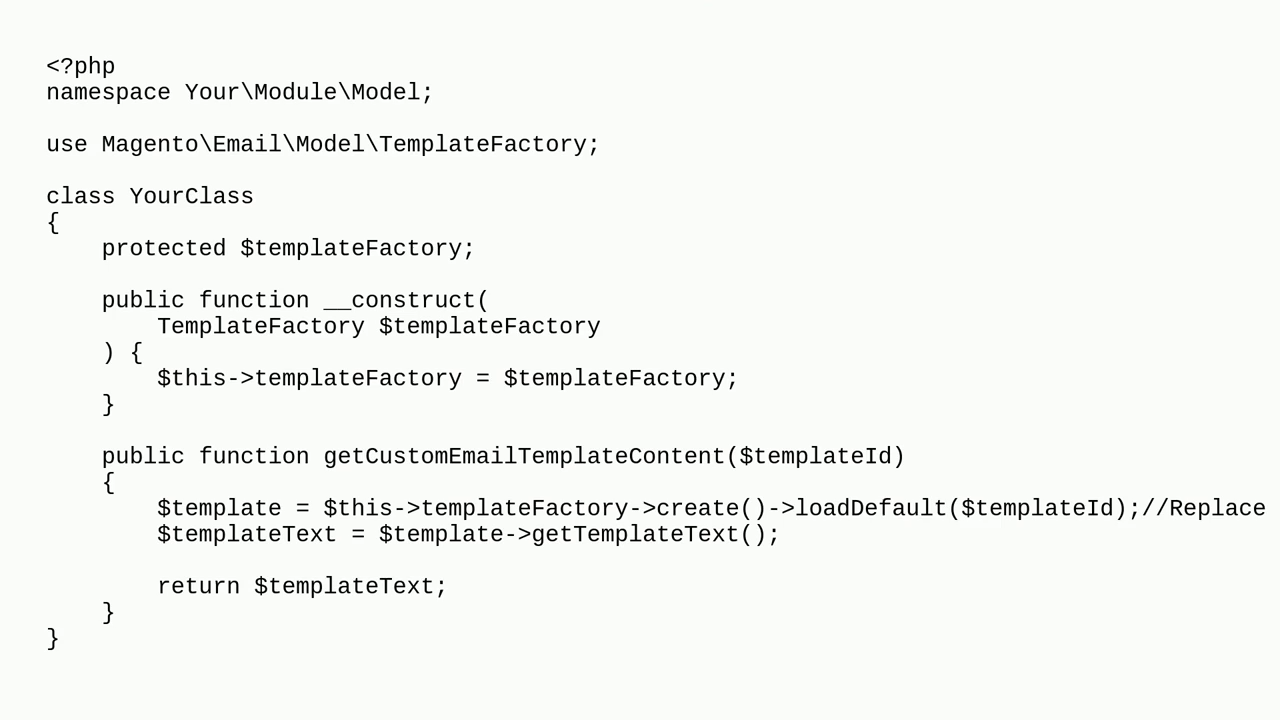 <?php
namespace Your\Module\Model;

use Magento\Email\Model\TemplateFactory;

class YourClass
{
    protected $templateFactory;

    public function __construct(
        TemplateFactory $templateFactory
    ) {
        $this->templateFactory = $templateFactory;
    }

    public function getCustomEmailTemplateContent($templateId)
    {
        $template = $this->templateFactory->create()->loadDefault($templateId);//Replace
        $templateText = $template->getTemplateText();

        return $templateText;
    }
}